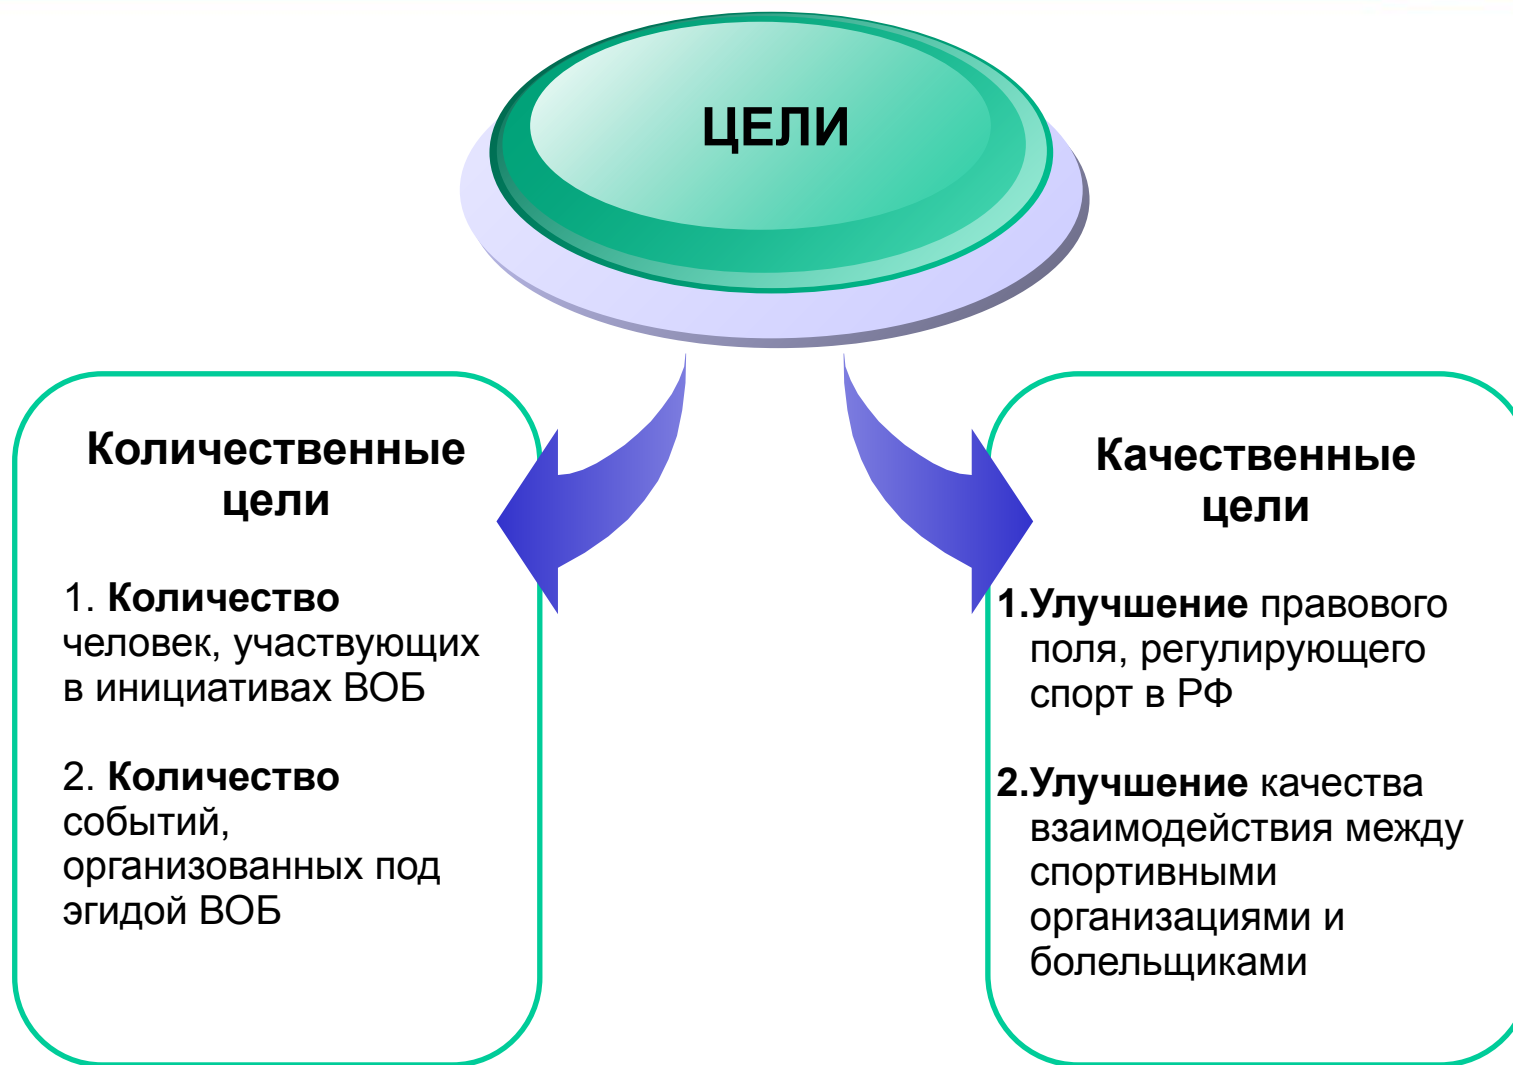 ЦЕЛИ
Количественные
цели
1. Количество
человек, участвующих
в инициативах ВОБ
2. Количество
событий,
организованных под
эгидой ВОБ
Качественные
цели
1.Улучшение правового
поля, регулирующего
спорт в РФ
2.Улучшение качества
взаимодействия между
спортивными
организациями и
болельщиками